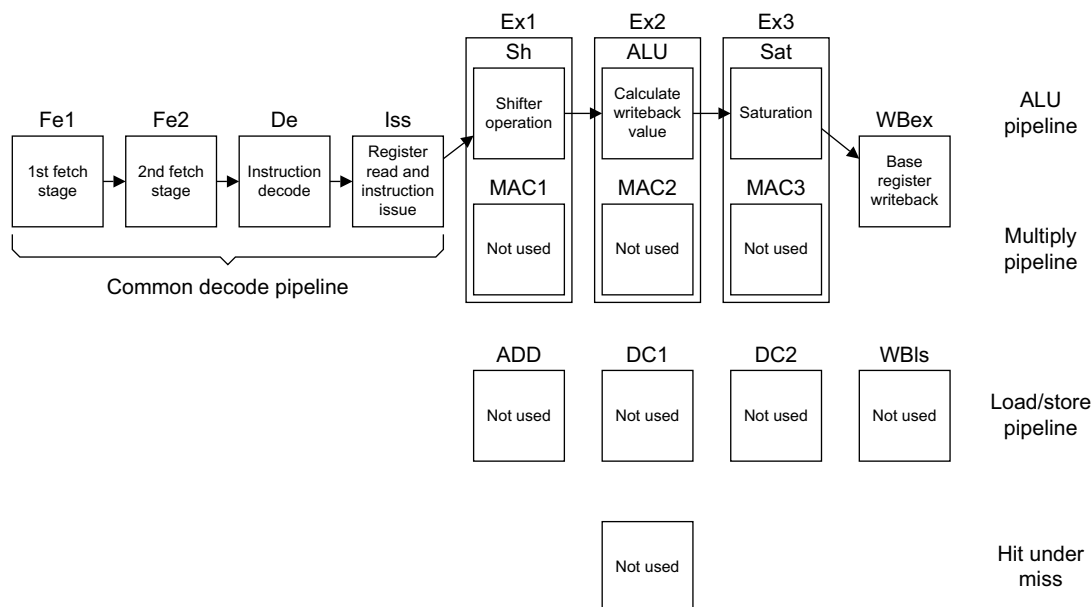 Ex1
Ex2
Ex3
Sh
ALU
Sat
Shifter
operation
Calculate
writeback
value
Saturation
ALU
pipeline
Fe1
Fe2
De
Iss
WBex
1st fetch
stage
2nd fetch
stage
Instruction
decode
Register
read and
instruction
issue
Base
register
writeback
MAC1
MAC2
MAC3
Not used
Not used
Not used
Multiply
pipeline
Common decode pipeline
ADD
DC1
DC2
WBls
Not used
Not used
Not used
Not used
Load/store
pipeline
Not used
Hit under
miss